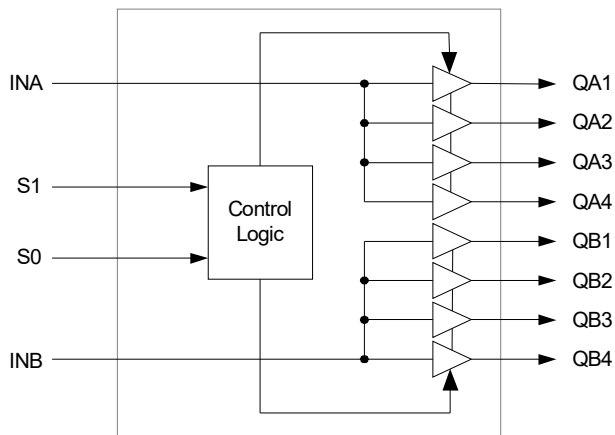 INA
S1
S0
INB
Control
Logic
QA1
QA2
QA3
QA4
QB1
QB2
QB3
QB4